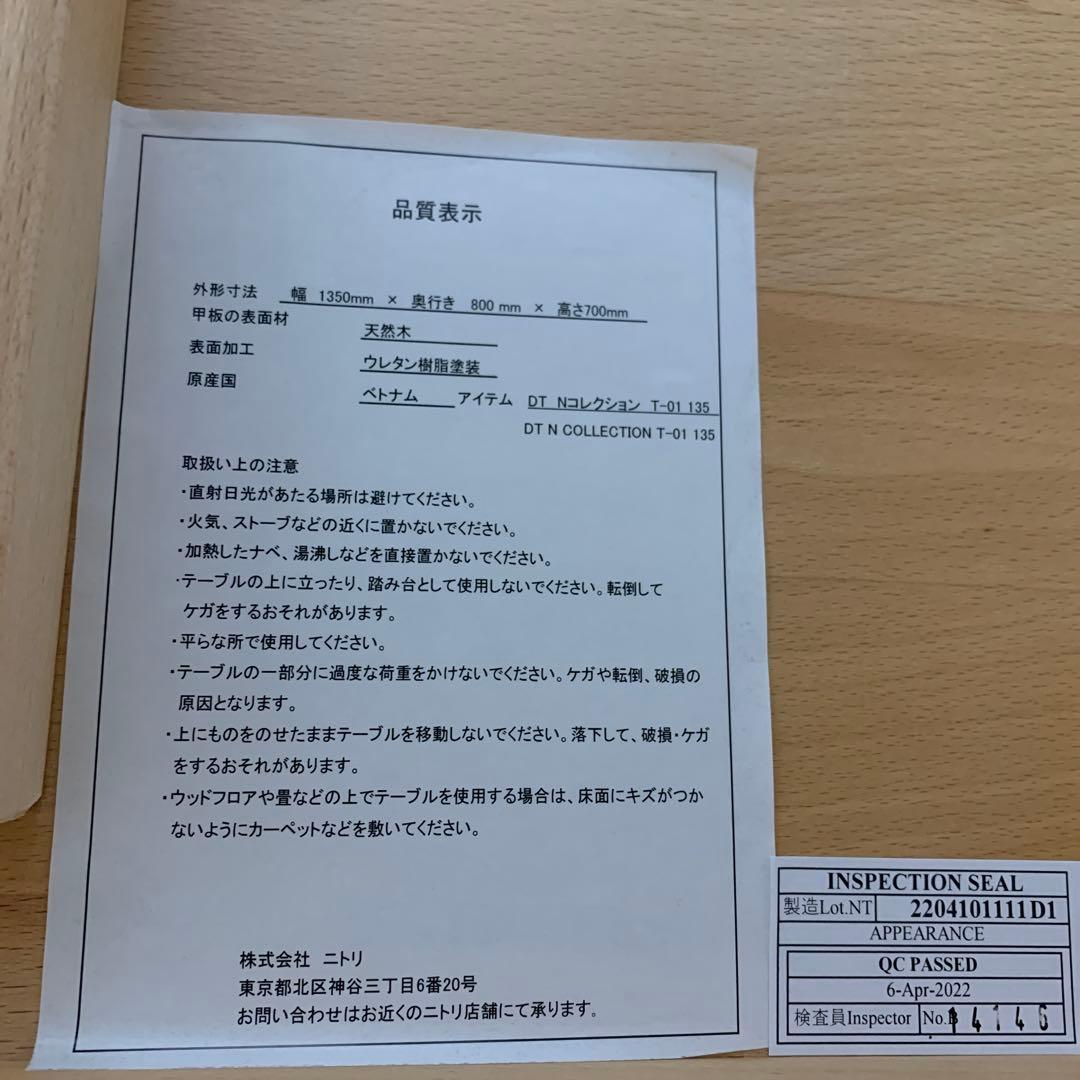 品質表示
外形寸法 幅 1350mm × 奥行き 800 mm × 高さ700mm
甲板の表面材 天然木
表面加工 ウレタン樹脂塗装
原産国 ベトナム アイテム DT Nコレクション T-01 135
DT N COLLECTION T-01 135
取扱い上の注意
・直射日光があたる場所は避けてください。
・火気、ストーブなどの近くに置かないでください。
・加熱したナベ、湯沸しなどを直接置かないでください。
・テーブルの上に立ったり、踏み台として使用しないでください。転倒して
ケガをするおそれがあります。
・平らな所で使用してください。
・テーブルの一部分に過度な荷重をかけないでください。ケガや転倒、破損の
原因となります。
・上にものをのせたままテーブルを移動しないでください。落下して、破損・ケガ
をするおそれがあります。
・ウッドフロアや畳などの上でテーブルを使用する場合は、床面にキズがつか
ないようにカーペットなどを敷いてください。
株式会社 ニトリ
東京都北区神谷三丁目6番20号
お問い合わせはお近くのニトリ店舗にて承ります。
INSPECTION SEAL
製造Lot.NT 2204101111D1
APPEARANCE
QC PASSED
6-Apr-2022
検査員Inspector No.